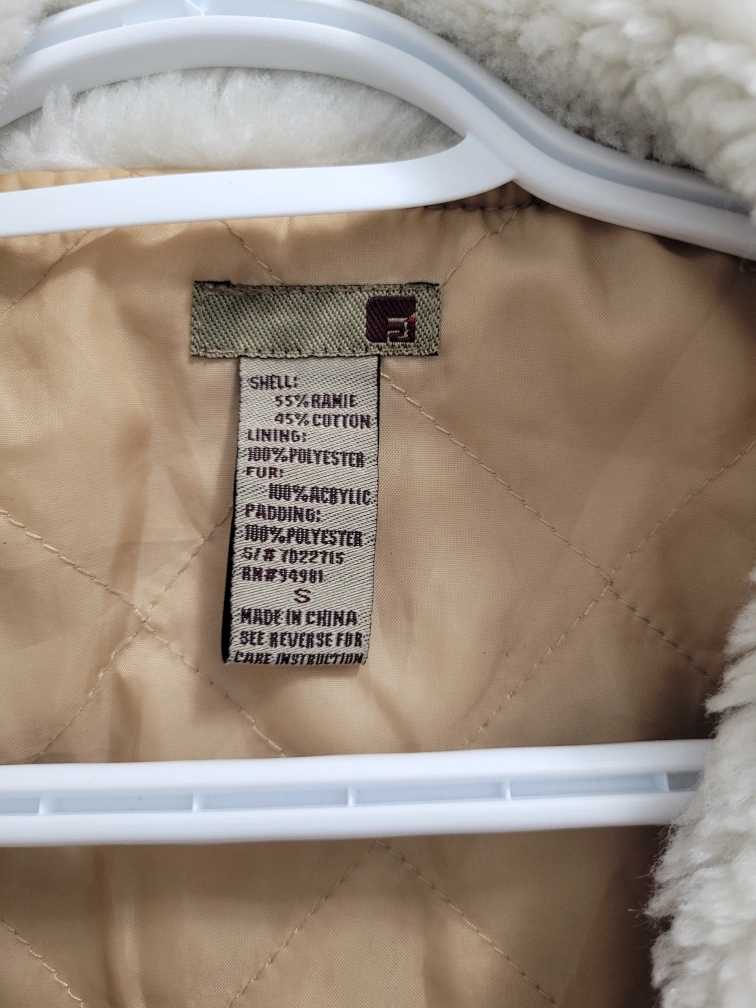 SHELL:
55% RAMIE
45% COTTON
LINING:
100% POLYESTER
FUR:
100% ACRYLIC
PADDING:
100% POLYESTER
S/# 7D22715
RN#94981
S
MADE IN CHINA
SEE REVERSE FOR
CARE INSTRUCTION